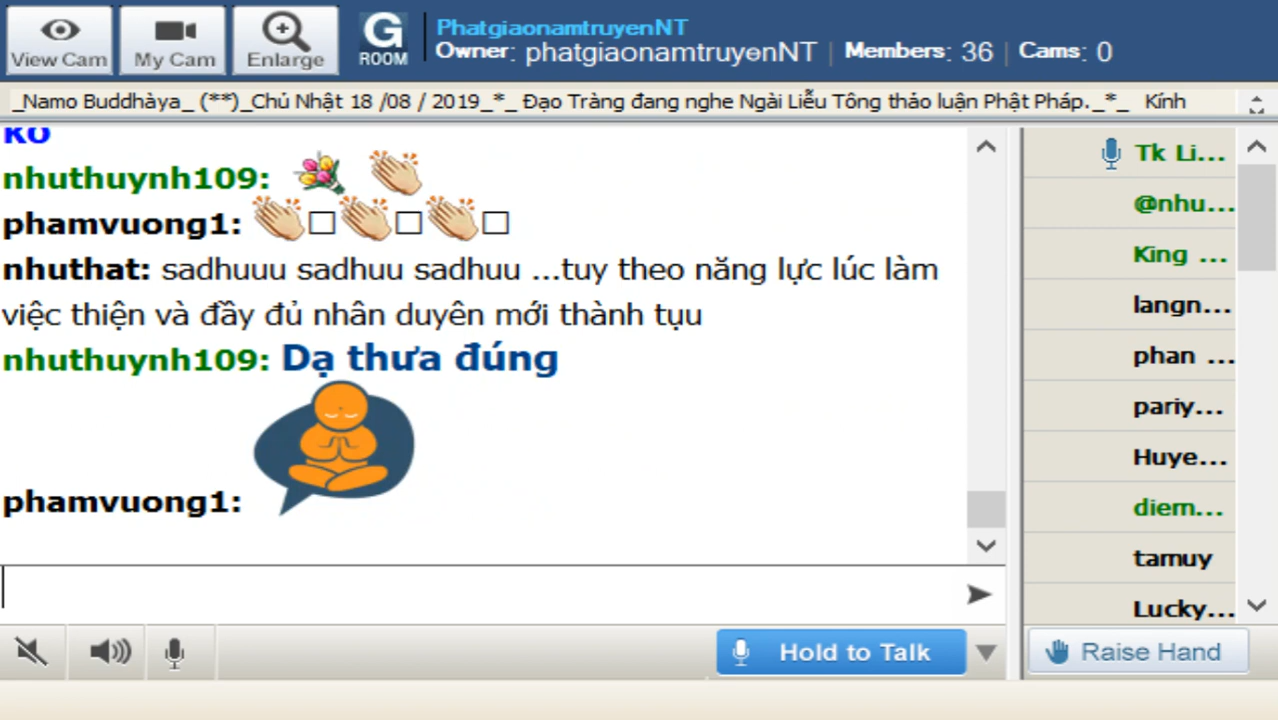 View Cam
My Cam
Enlarge
G
ROOM
PhatgiaonamtruyenNT
Owner: phatgiaonamtruyenNT | Members: 36 | Cams: 0
_Namo Buddhàya_ (**)_Chủ Nhật 18 /08 / 2019_*_ Đạo Tràng đang nghe Ngài Liễu Tông thảo luận Phật Pháp._*_ Kính
ko
nhuthuynh109:
phamvuong1:
nhuthat: sadhuuu sadhuu sadhuu ...tuy theo năng lực lúc làm
việc thiện và đầy đủ nhân duyên mới thành tụu
nhuthuynh109: Dạ thưa đúng
phamvuong1:
Tk Li...
@nhu...
King ...
langn...
phan ...
pariy...
Huye...
diem...
tamuy
Lucky...
Hold to Talk
Raise Hand